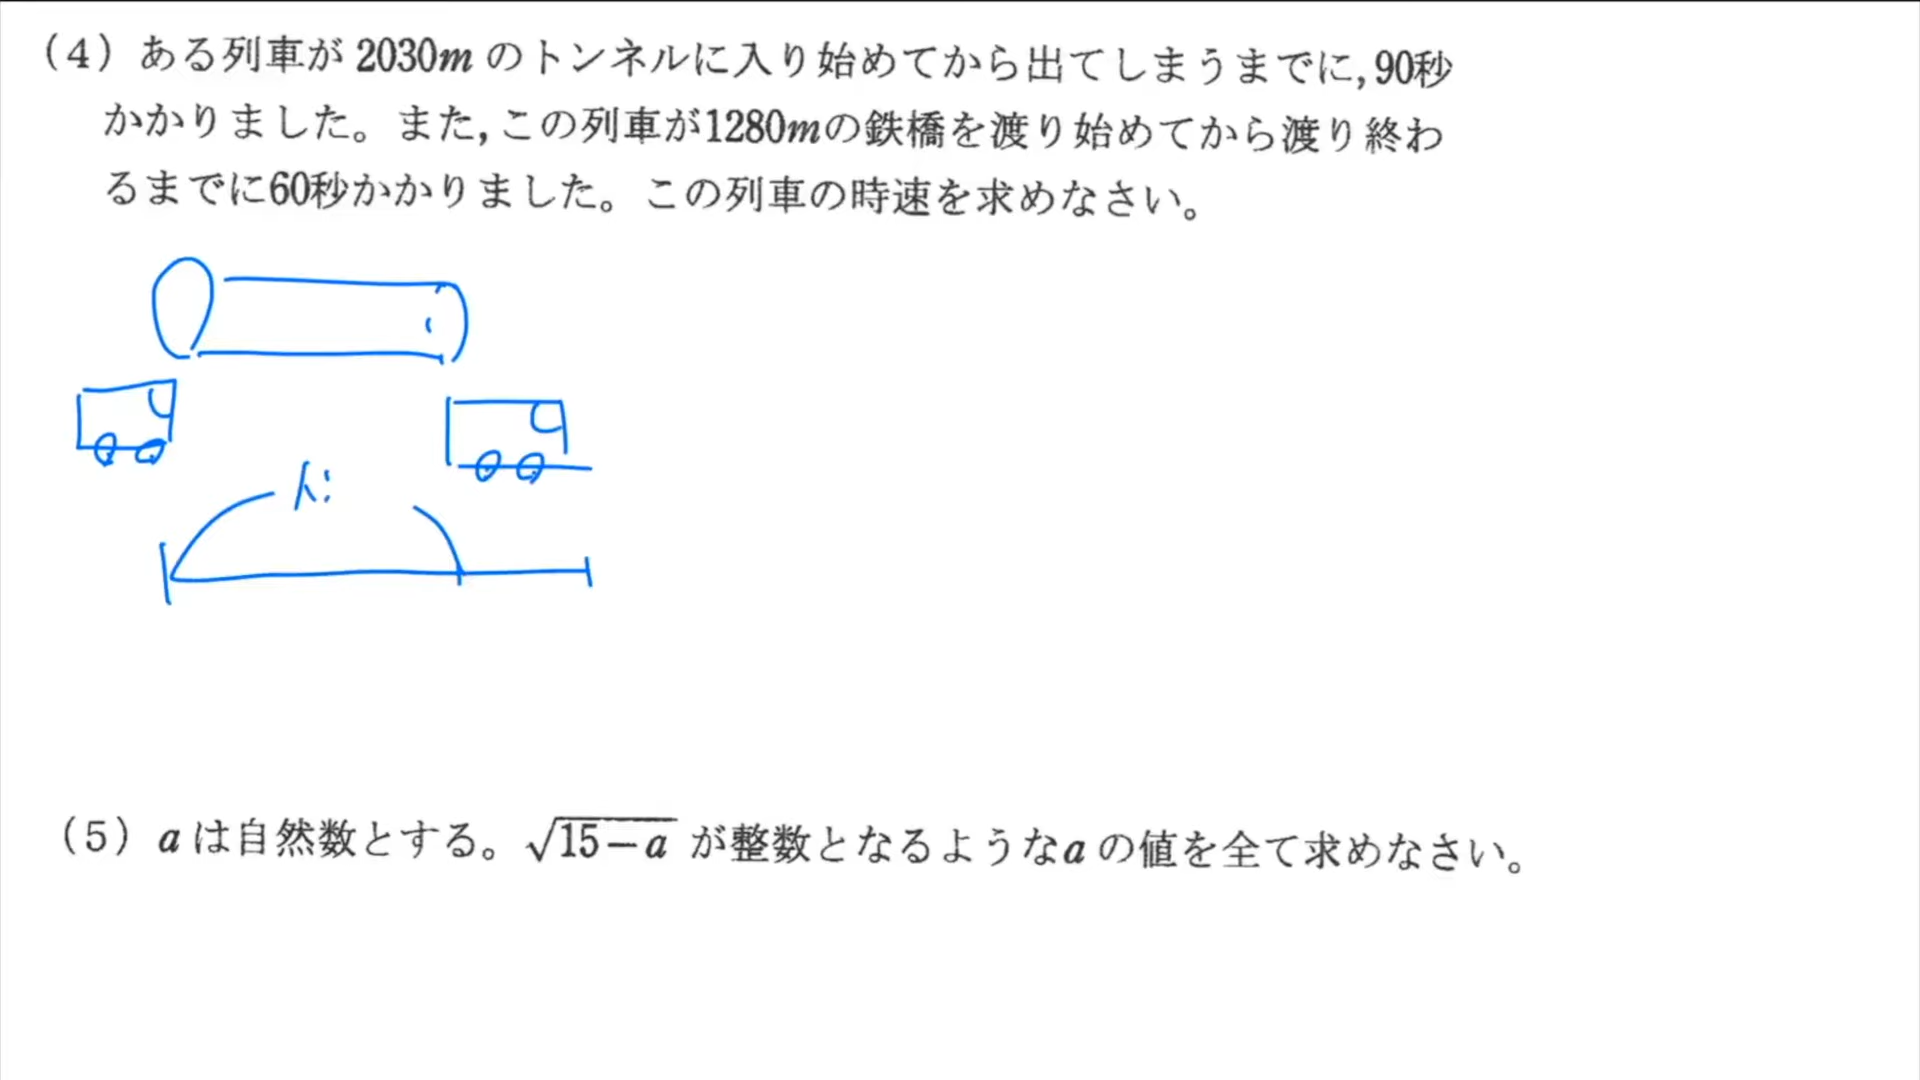 (4) ある列車が 2030m のトンネルに入り始めてから出てしまうまでに, 90秒
かかりました。また, この列車が1280mの鉄橋を渡り始めてから渡り終わ
るまでに60秒かかりました。この列車の時速を求めなさい。
(5) a は自然数とする。√15−a が整数となるようなa の値を全て求めなさい。